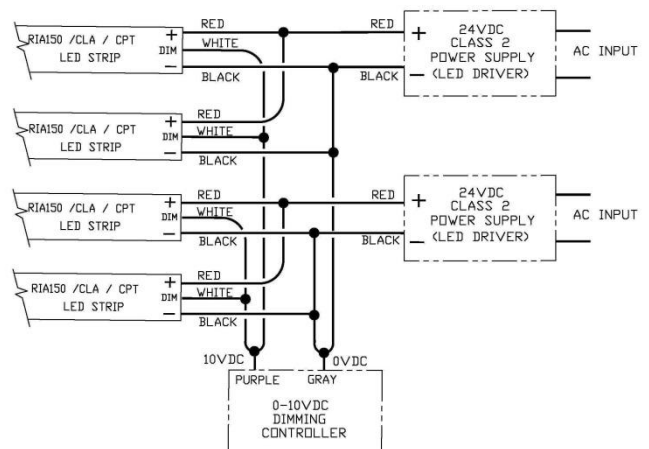 RIA150 /CLA / CPT
LED STRIP
+
DIM
−
RED
WHITE
BLACK
RED
BLACK
+
−
24VDC
CLASS 2
POWER SUPPLY
(LED DRIVER)
AC INPUT
RIA150 /CLA / CPT
LED STRIP
+
DIM
−
RED
WHITE
BLACK
RIA150 /CLA / CPT
LED STRIP
+
DIM
−
RED
WHITE
BLACK
RED
BLACK
+
−
24VDC
CLASS 2
POWER SUPPLY
(LED DRIVER)
AC INPUT
RIA150 /CLA / CPT
LED STRIP
+
DIM
−
RED
WHITE
BLACK
10VDC
0VDC
PURPLE
GRAY
0-10VDC
DIMMING
CONTROLLER